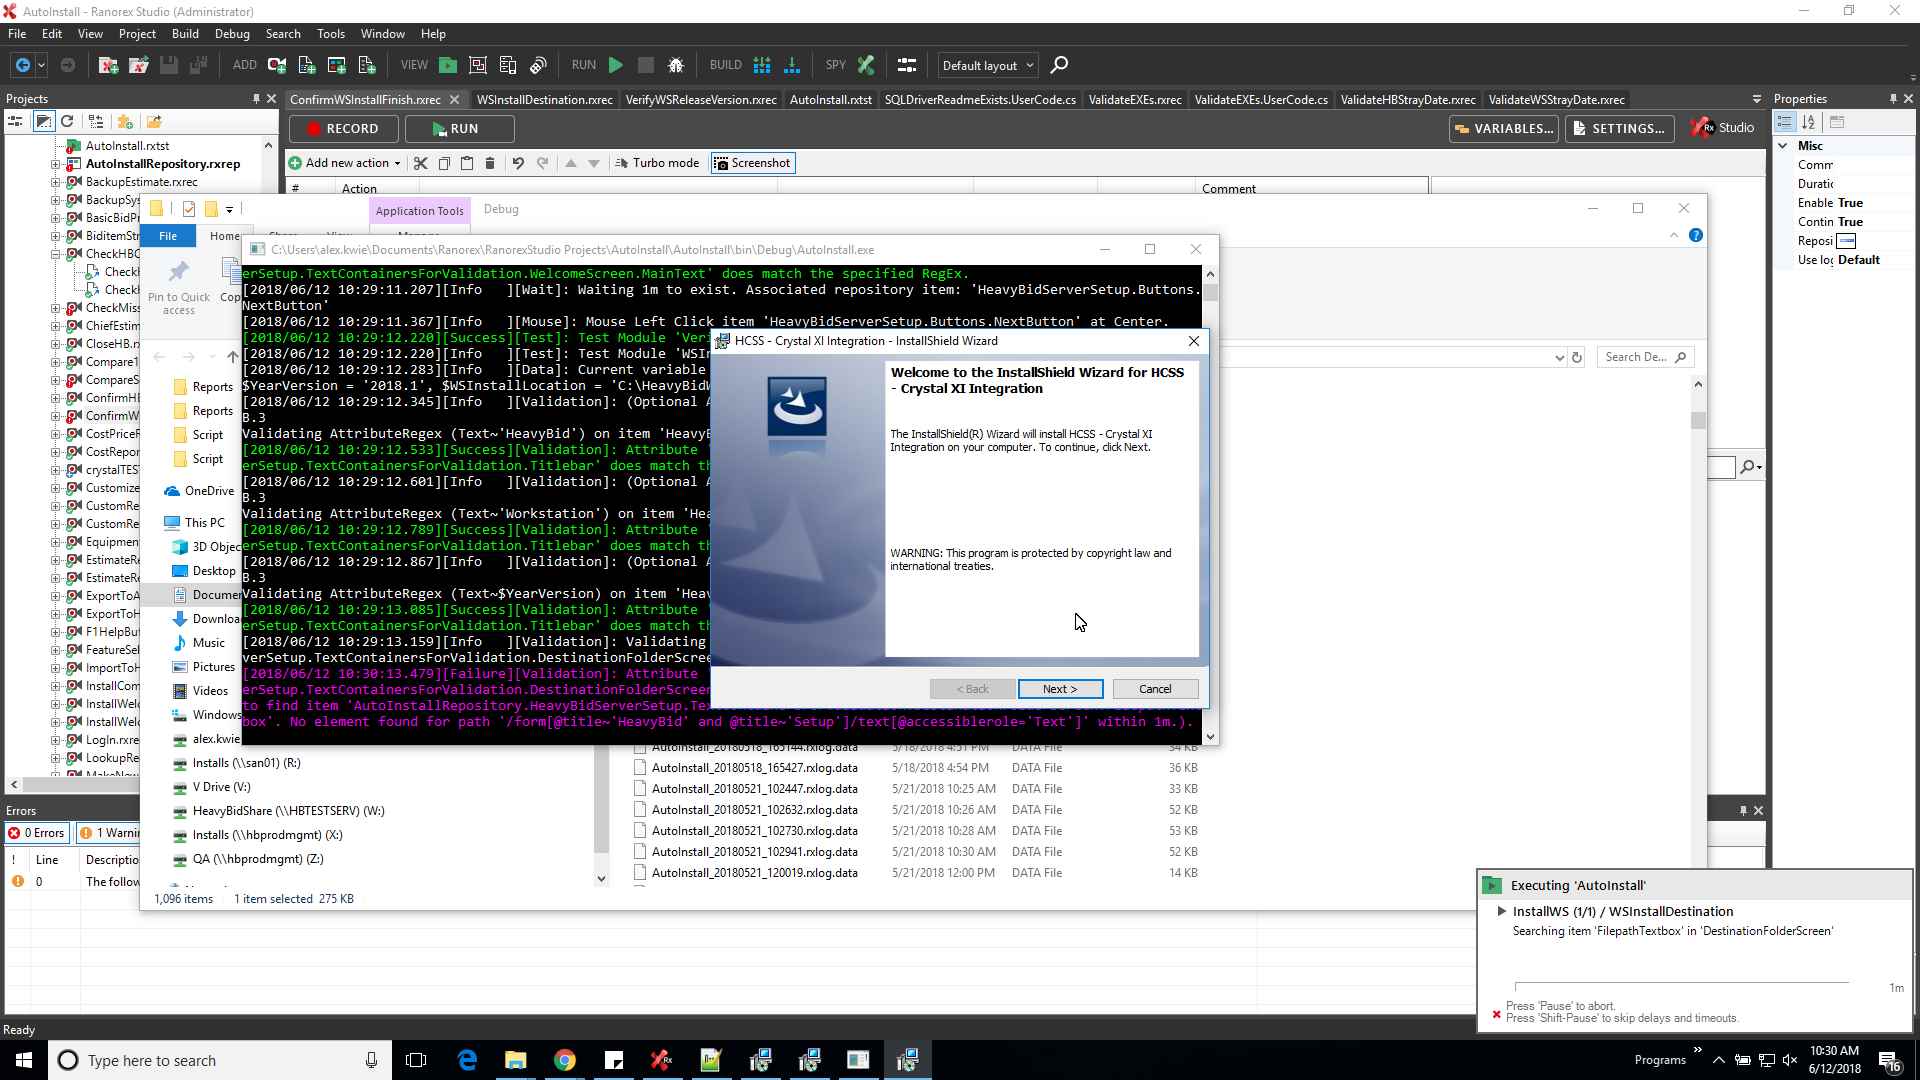 AutoInstall - Ranorex Studio (Administrator)
File Edit View Project Build Debug Search Tools Window Help
ADD VIEW RUN BUILD SPY Default layout
Projects
ConfirmWSInstallFinish.rxrec WSInstallDestination.rxrec VerifyWSReleaseVersion.rxrec AutoInstall.rxtst SQLDriverReadmeExists.UserCode.cs ValidateEXEs.rxrec ValidateEXEs.UserCode.cs ValidateHBStrayDate.rxrec ValidateWSStrayDate.rxrec
Properties
RECORD RUN VARIABLES... SETTINGS... Rx Studio
Add new action Turbo mode Screenshot
# Action Comment
Misc
Comm
Duratic
Enable True
Contin True
Reposi
Use log Default
AutoInstall.rxtst
AutoInstallRepository.rxrep
BackupEstimate.rxrec
BackupSys
BasicBidPr
BiditemStr
CheckHBC
CheckH
CheckH
CheckMiss
ChiefEstim
CloseHB.rx
Compare1
CompareS
ConfirmHB
ConfirmW
CostPriceF
CostRepor
crystalTES
Customize
CustomRe
CustomRe
Equipmen
EstimateRe
EstimateRe
ExportToA
ExportToH
F1HelpBut
FeatureSel
ImportToH
InstallCom
InstallWelc
InstallWelc
LogIn.rxre
LookupRe
MakeNew
Application Tools Debug
File Home Share View Manage
Pin to Quick access
Cop
Search De...
Reports
Reports
Script
Script
OneDrive
This PC
3D Objec
Desktop
Documen
Downloa
Music
Pictures
Videos
Windows
alex.kwie
Installs (\\san01) (R:)
V Drive (V:)
HeavyBidShare (\\HBTESTSERV) (W:)
Installs (\\hbprodmgmt) (X:)
QA (\\hbprodmgmt) (Z:)
C:\Users\alex.kwie\Documents\Ranorex\RanorexStudio Projects\AutoInstall\AutoInstall\bin\Debug\AutoInstall.exe
erSetup.TextContainersForValidation.WelcomeScreen.MainText' does match the specified RegEx.
[2018/06/12 10:29:11.207][Info   ][Wait]: Waiting 1m to exist. Associated repository item: 'HeavyBidServerSetup.Buttons.
NextButton'
[2018/06/12 10:29:11.367][Info   ][Mouse]: Mouse Left Click item 'HeavyBidServerSetup.Buttons.NextButton' at Center.
[2018/06/12 10:29:12.220][Success][Test]: Test Module 'Veri
[2018/06/12 10:29:12.220][Info   ][Test]: Test Module 'WSIn
[2018/06/12 10:29:12.283][Info   ][Data]: Current variable
$YearVersion = '2018.1', $WSInstallLocation = 'C:\HeavyBidW
[2018/06/12 10:29:12.345][Info   ][Validation]: (Optional A
B.3
Validating AttributeRegex (Text~'HeavyBid') on item 'HeavyB
[2018/06/12 10:29:12.533][Success][Validation]: Attribute '
erSetup.TextContainersForValidation.Titlebar' does match th
[2018/06/12 10:29:12.601][Info   ][Validation]: (Optional A
B.3
Validating AttributeRegex (Text~'Workstation') on item 'Hea
[2018/06/12 10:29:12.789][Success][Validation]: Attribute '
erSetup.TextContainersForValidation.Titlebar' does match th
[2018/06/12 10:29:12.867][Info   ][Validation]: (Optional A
B.3
Validating AttributeRegex (Text~$YearVersion) on item 'Heav
[2018/06/12 10:29:13.085][Success][Validation]: Attribute '
erSetup.TextContainersForValidation.Titlebar' does match th
[2018/06/12 10:29:13.159][Info   ][Validation]: Validating
verSetup.TextContainersForValidation.DestinationFolderScree
[2018/06/12 10:30:13.479][Failure][Validation]: Attribute '
erSetup.TextContainersForValidation.DestinationFolderScreen
to find item 'AutoInstallRepository.HeavyBidServerSetup.Tex
box'. No element found for path '/form[@title~'HeavyBid' and @title~'Setup']/text[@accessiblerole='Text']' within 1m.).
HCSS - Crystal XI Integration - InstallShield Wizard
Welcome to the InstallShield Wizard for HCSS
- Crystal XI Integration
The InstallShield(R) Wizard will install HCSS - Crystal XI
Integration on your computer. To continue, click Next.
WARNING: This program is protected by copyright law and
international treaties.
< Back Next > Cancel
AutoInstall_20180518_165144.rxlog.data 5/18/2018 4:51 PM DATA File 34 KB
AutoInstall_20180518_165427.rxlog.data 5/18/2018 4:54 PM DATA File 36 KB
AutoInstall_20180521_102447.rxlog.data 5/21/2018 10:25 AM DATA File 33 KB
AutoInstall_20180521_102632.rxlog.data 5/21/2018 10:26 AM DATA File 52 KB
AutoInstall_20180521_102730.rxlog.data 5/21/2018 10:28 AM DATA File 53 KB
AutoInstall_20180521_102941.rxlog.data 5/21/2018 10:30 AM DATA File 52 KB
AutoInstall_20180521_120019.rxlog.data 5/21/2018 12:00 PM DATA File 14 KB
1,096 items 1 item selected 275 KB
Errors
0 Errors 1 Warnin
! Line Descriptio
0 The follow
Executing 'AutoInstall'
InstallWS (1/1) / WSInstallDestination
Searching item 'FilepathTextbox' in 'DestinationFolderScreen'
1m
Press 'Pause' to abort.
Press 'Shift-Pause' to skip delays and timeouts.
Ready
Type here to search
Programs
10:30 AM
6/12/2018
16